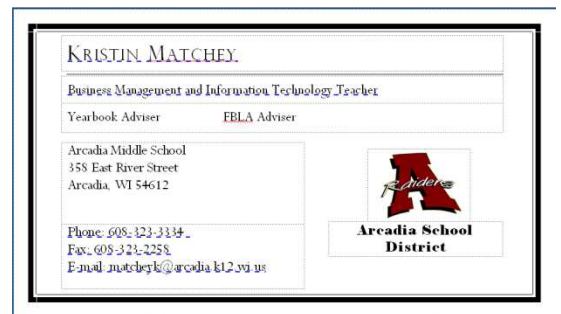 KRISTIN MATCHEY
Business Management and Information Technology Teacher
Yearbook Adviser FBLA Adviser
Arcadia Middle School
358 East River Street
Arcadia, WI 54612
Phone: 608-323-3334
Fax: 608-323-2258
E-mail: matcheyk@arcadia.k12.wi.us
A
Raiders
Arcadia School
District